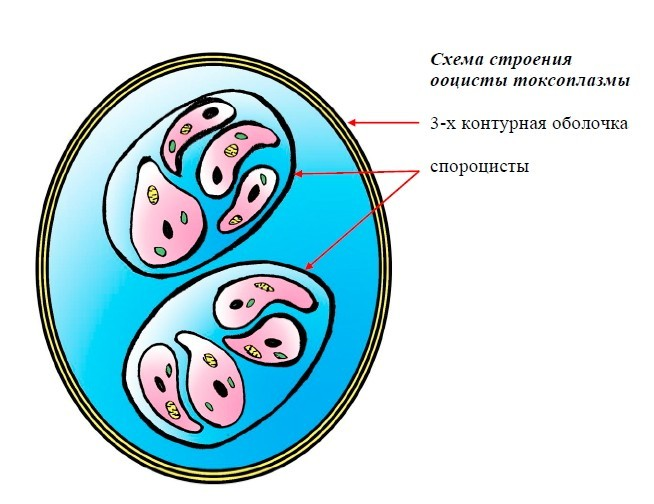 Схема строения
ооцисты токсоплазмы
3-х контурная оболочка
спороцисты